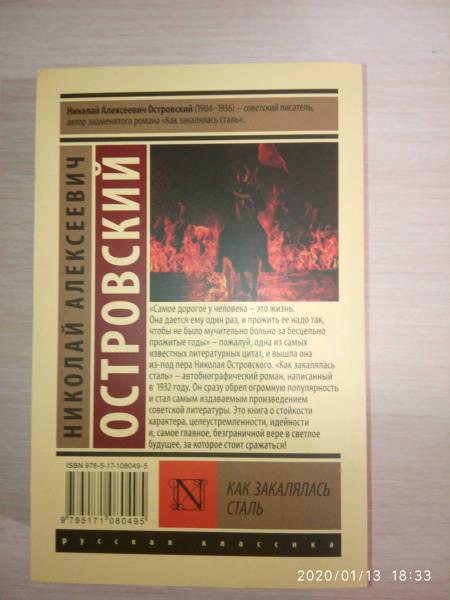 Николай Алексеевич Островский (1904–1936) – советский писатель,
автор знаменитого романа «Как закалялась сталь».
НИКОЛАЙ АЛЕКСЕЕВИЧ
ОСТРОВСКИЙ
«Самое дорогое у человека – это жизнь.
Она дается ему один раз, и прожить ее надо так,
чтобы не было мучительно больно за бесцельно
прожитые годы» – пожалуй, одна из самых
известных литературных цитат, и вышла она
из-под пера Николая Островского. «Как закалялась
сталь» – автобиографический роман, написанный
в 1932 году. Он сразу обрел огромную популярность
и стал самым издаваемым произведением
советской литературы. Это книга о стойкости
характера, целеустремленности, идейности
и, самое главное, безграничной вере в светлое
будущее, за которое стоит сражаться!
ISBN 978-5-17-108049-5
9785171080495
N
КАК ЗАКАЛЯЛАСЬ
СТАЛЬ
русская классика
2020/01/13 18:33